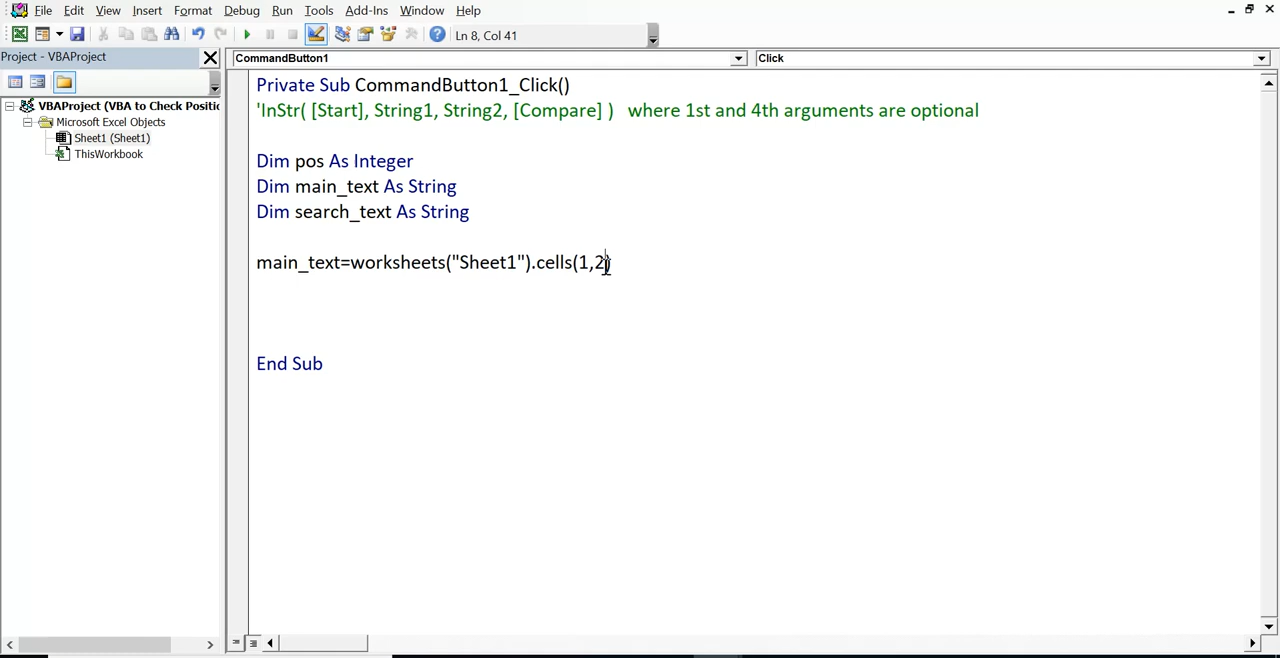 File Edit View Insert Format Debug Run Tools Add-Ins Window Help
Ln 8, Col 41
Project - VBAProject
CommandButton1 Click
VBAProject (VBA to Check Positic
Microsoft Excel Objects
Sheet1 (Sheet1)
ThisWorkbook
Private Sub CommandButton1_Click()
'InStr( [Start], String1, String2, [Compare] ) where 1st and 4th arguments are optional
Dim pos As Integer
Dim main_text As String
Dim search_text As String
main_text=worksheets("Sheet1").cells(1,2)
End Sub